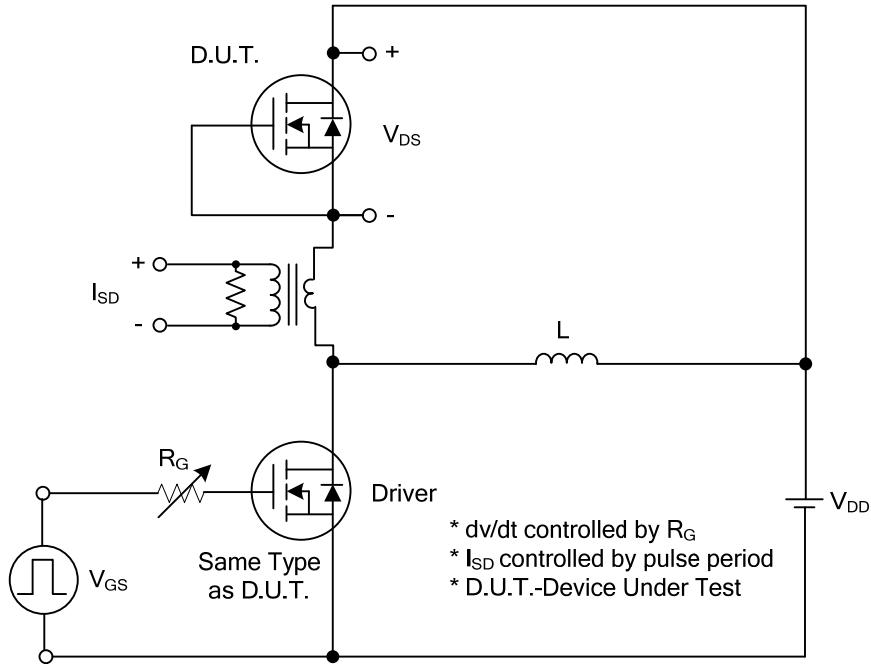 D.U.T.
+
V_DS
-
+
I_SD
-
L
R_G
Driver
V_DD
Same Type
as D.U.T.
V_GS
* dv/dt controlled by R_G
* I_SD controlled by pulse period
* D.U.T.-Device Under Test